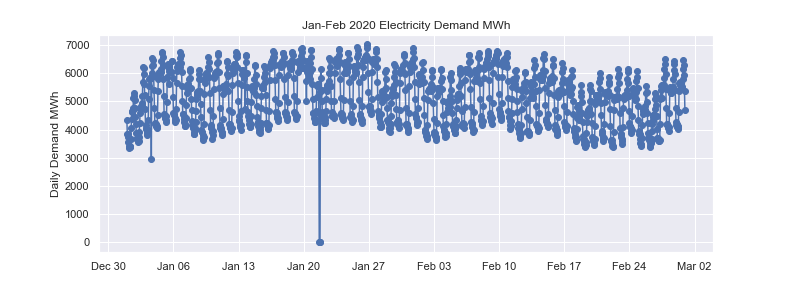 Jan-Feb 2020 Electricity Demand MWh
Daily Demand MWh
7000
6000
5000
4000
3000
2000
1000
0
Dec 30 Jan 06 Jan 13 Jan 20 Jan 27 Feb 03 Feb 10 Feb 17 Feb 24 Mar 02